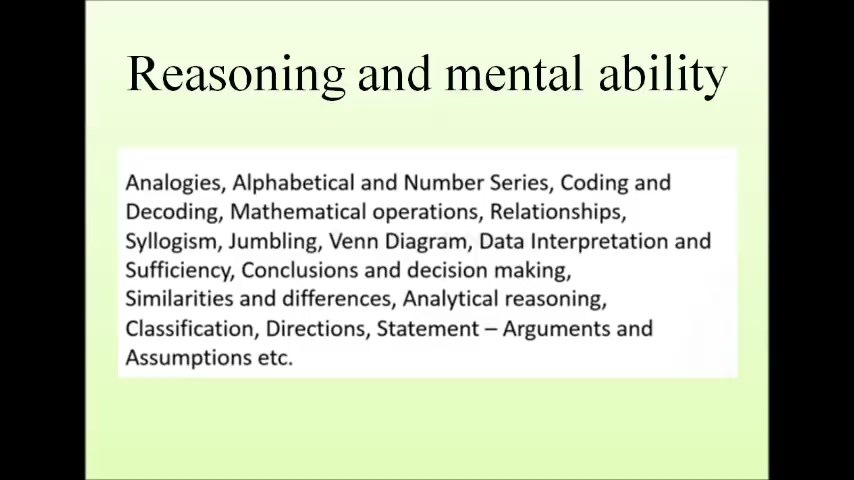 Reasoning and mental ability
Analogies, Alphabetical and Number Series, Coding and
Decoding, Mathematical operations, Relationships,
Syllogism, Jumbling, Venn Diagram, Data Interpretation and
Sufficiency, Conclusions and decision making,
Similarities and differences, Analytical reasoning,
Classification, Directions, Statement – Arguments and
Assumptions etc.